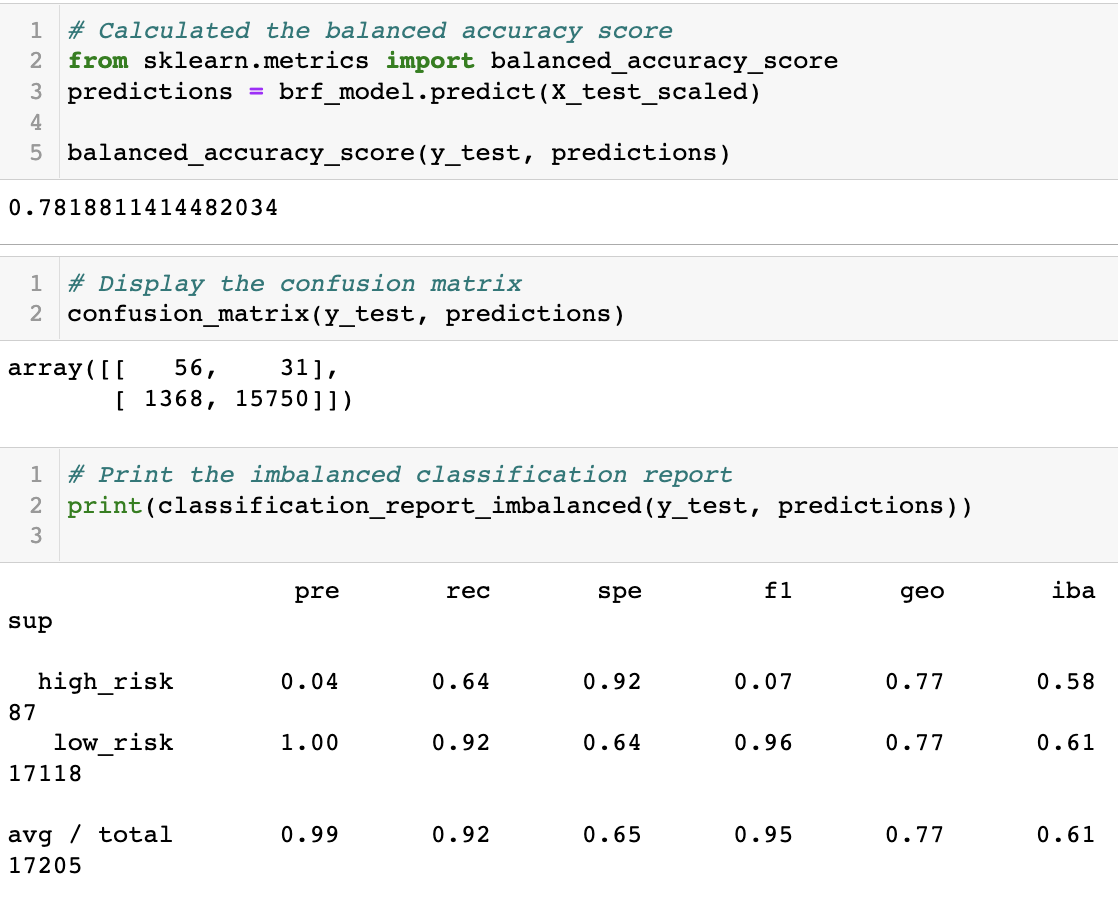 1 # Calculated the balanced accuracy score
2 from sklearn.metrics import balanced_accuracy_score
3 predictions = brf_model.predict(X_test_scaled)
4
5 balanced_accuracy_score(y_test, predictions)
0.7818811414482034
1 # Display the confusion matrix
2 confusion_matrix(y_test, predictions)
array([[   56,    31],
       [ 1368, 15750]])
1 # Print the imbalanced classification report
2 print(classification_report_imbalanced(y_test, predictions))
3
                   pre       rec       spe        f1       geo       iba
sup
  high_risk       0.04      0.64      0.92      0.07      0.77      0.58
87
   low_risk       1.00      0.92      0.64      0.96      0.77      0.61
17118
avg / total       0.99      0.92      0.65      0.95      0.77      0.61
17205